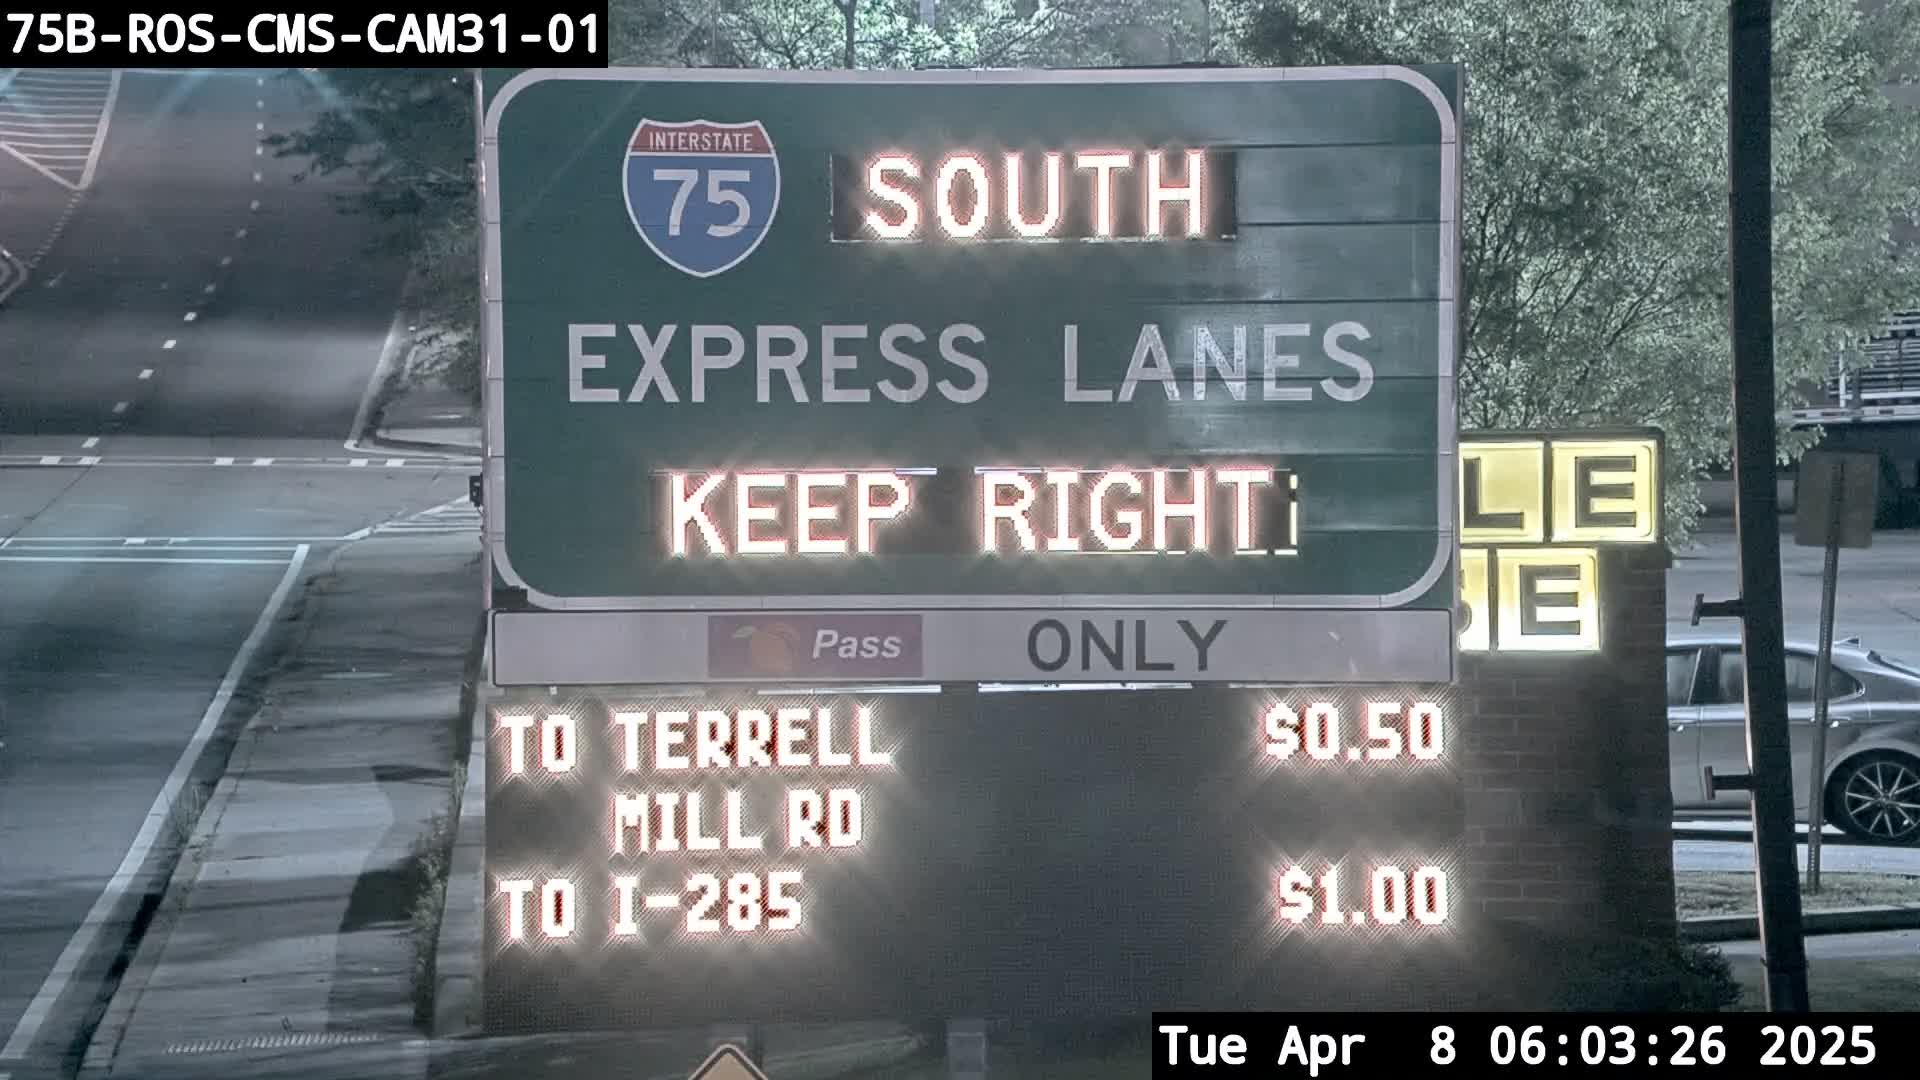 75B-ROS-CMS-CAM31-01
INTERSTATE
75
SOUTH
EXPRESS LANES
KEEP RIGHT
LE
E
Pass ONLY
TO TERRELL $0.50
MILL RD
TO I-285 $1.00
Tue Apr 8 06:03:26 2025